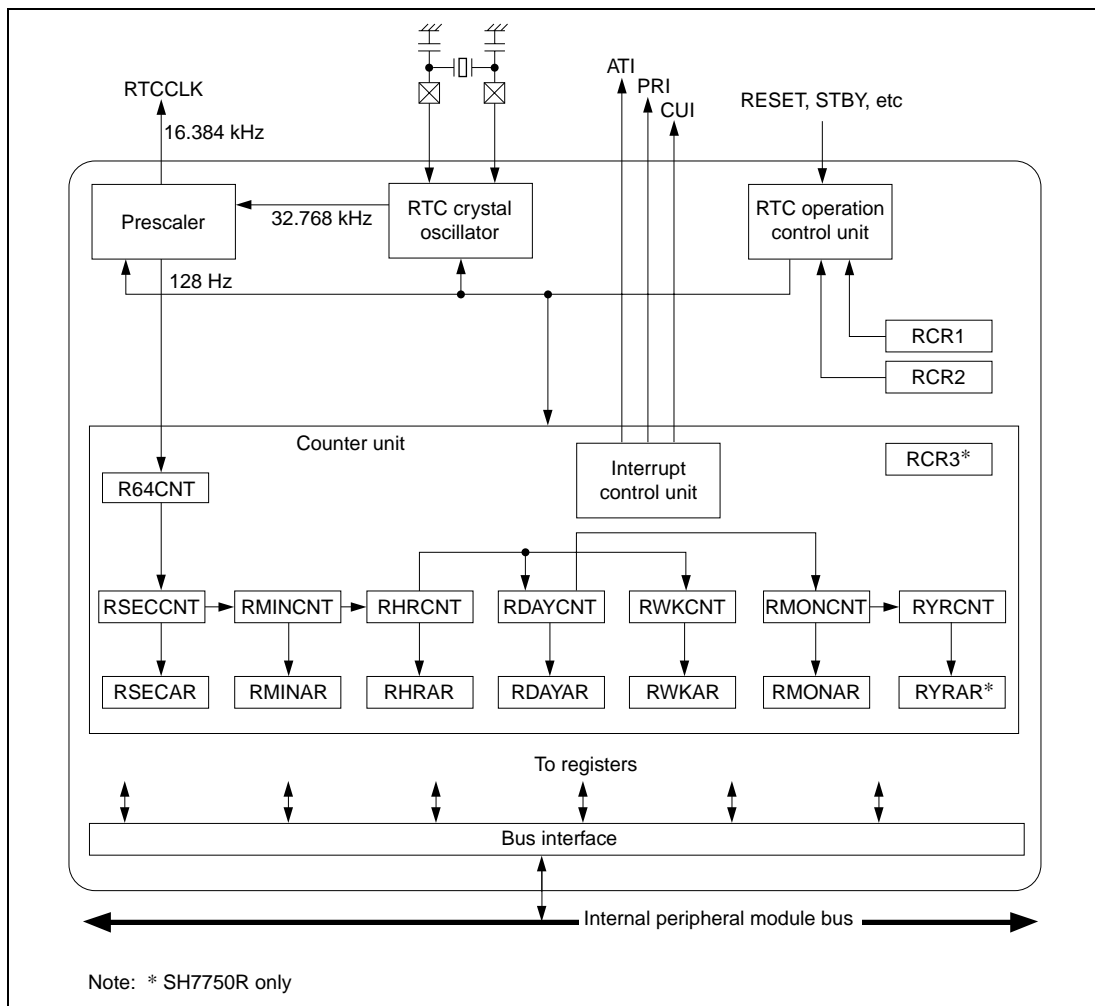 ATI
PRI
CUI
RTCCLK
16.384 kHz
RESET, STBY, etc
Prescaler
32.768 kHz
RTC crystal
oscillator
RTC operation
control unit
128 Hz
RCR1
RCR2
Counter unit
Interrupt
control unit
RCR3*
R64CNT
RSECCNT
RMINCNT
RHRCNT
RDAYCNT
RWKCNT
RMONCNT
RYRCNT
RSECAR
RMINAR
RHRAR
RDAYAR
RWKAR
RMONAR
RYRAR*
To registers
Bus interface
Internal peripheral module bus
Note: * SH7750R only